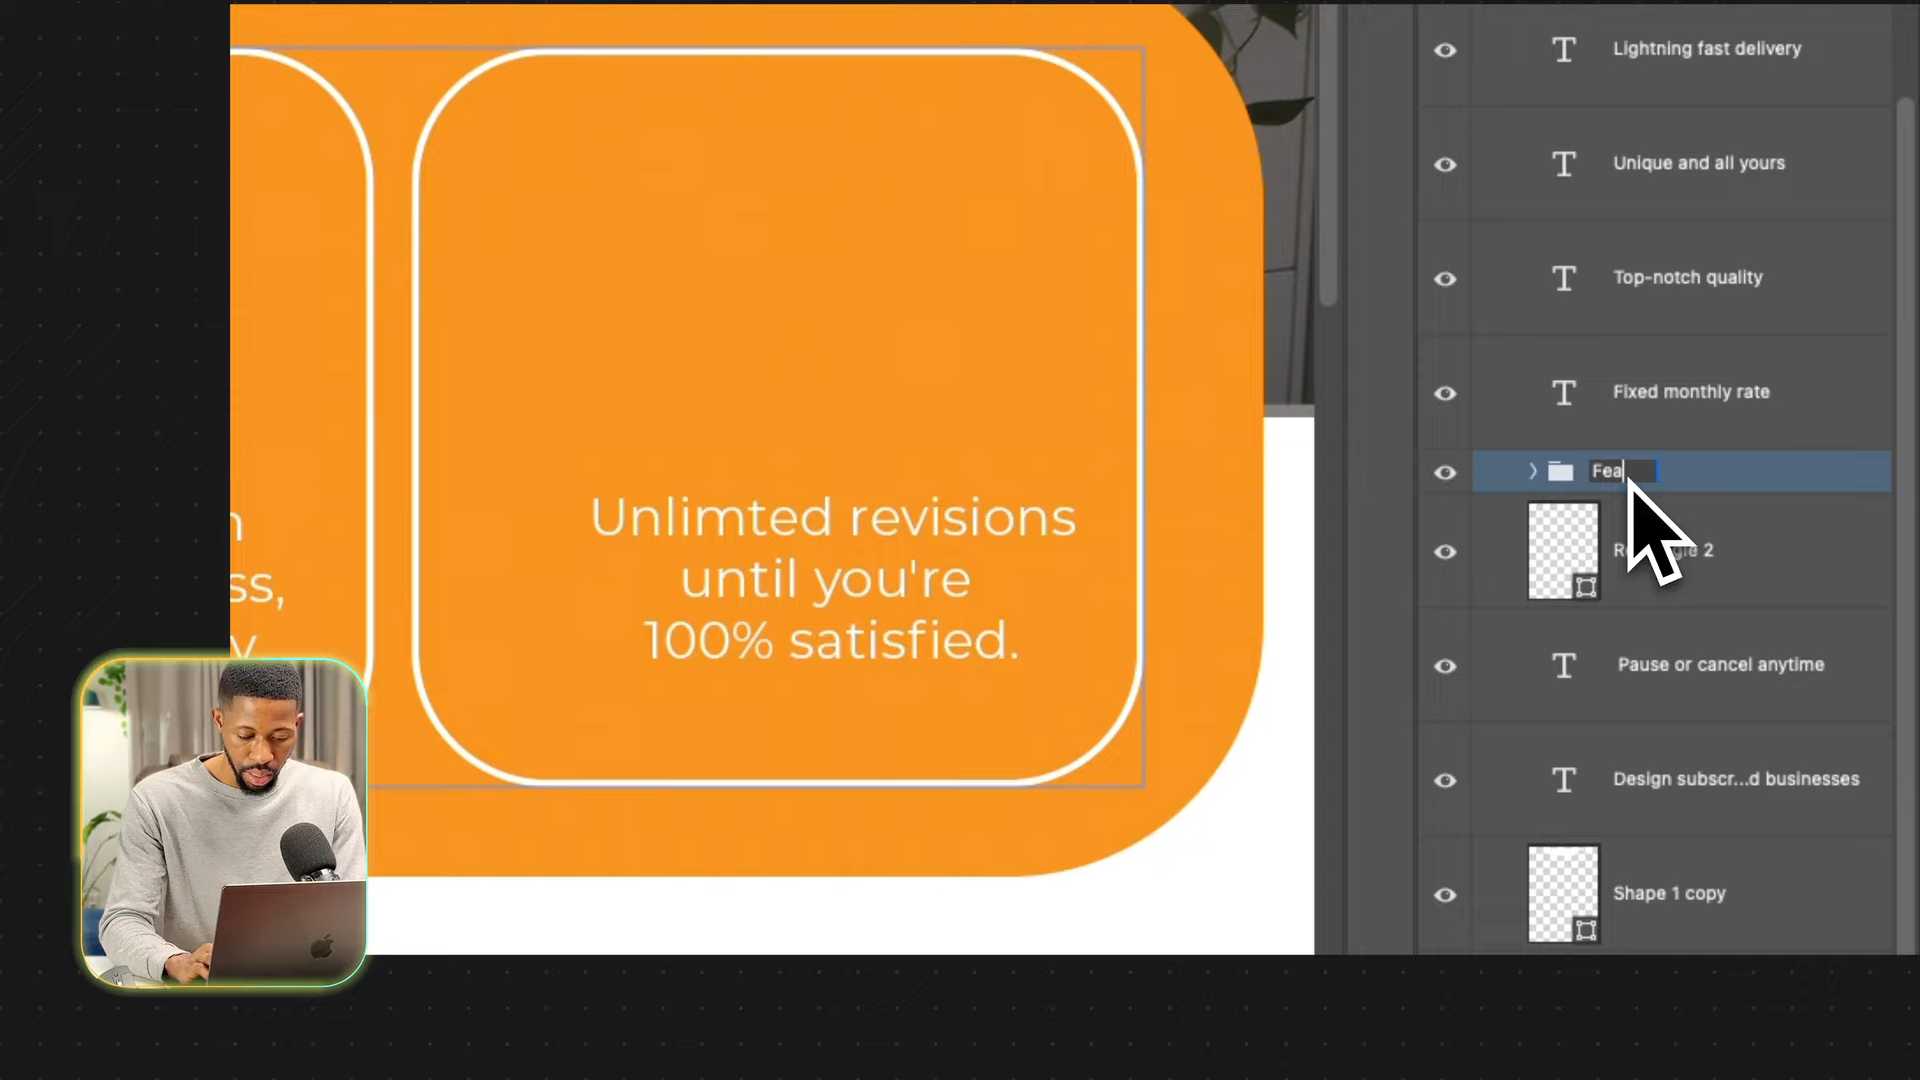 Lightning fast delivery
Unique and all yours
Top-notch quality
Fixed monthly rate
Fea
Pause or cancel anytime
Design subscr...d businesses
Shape 1 copy
Unlimted revisions
until you're
100% satisfied.
ss,